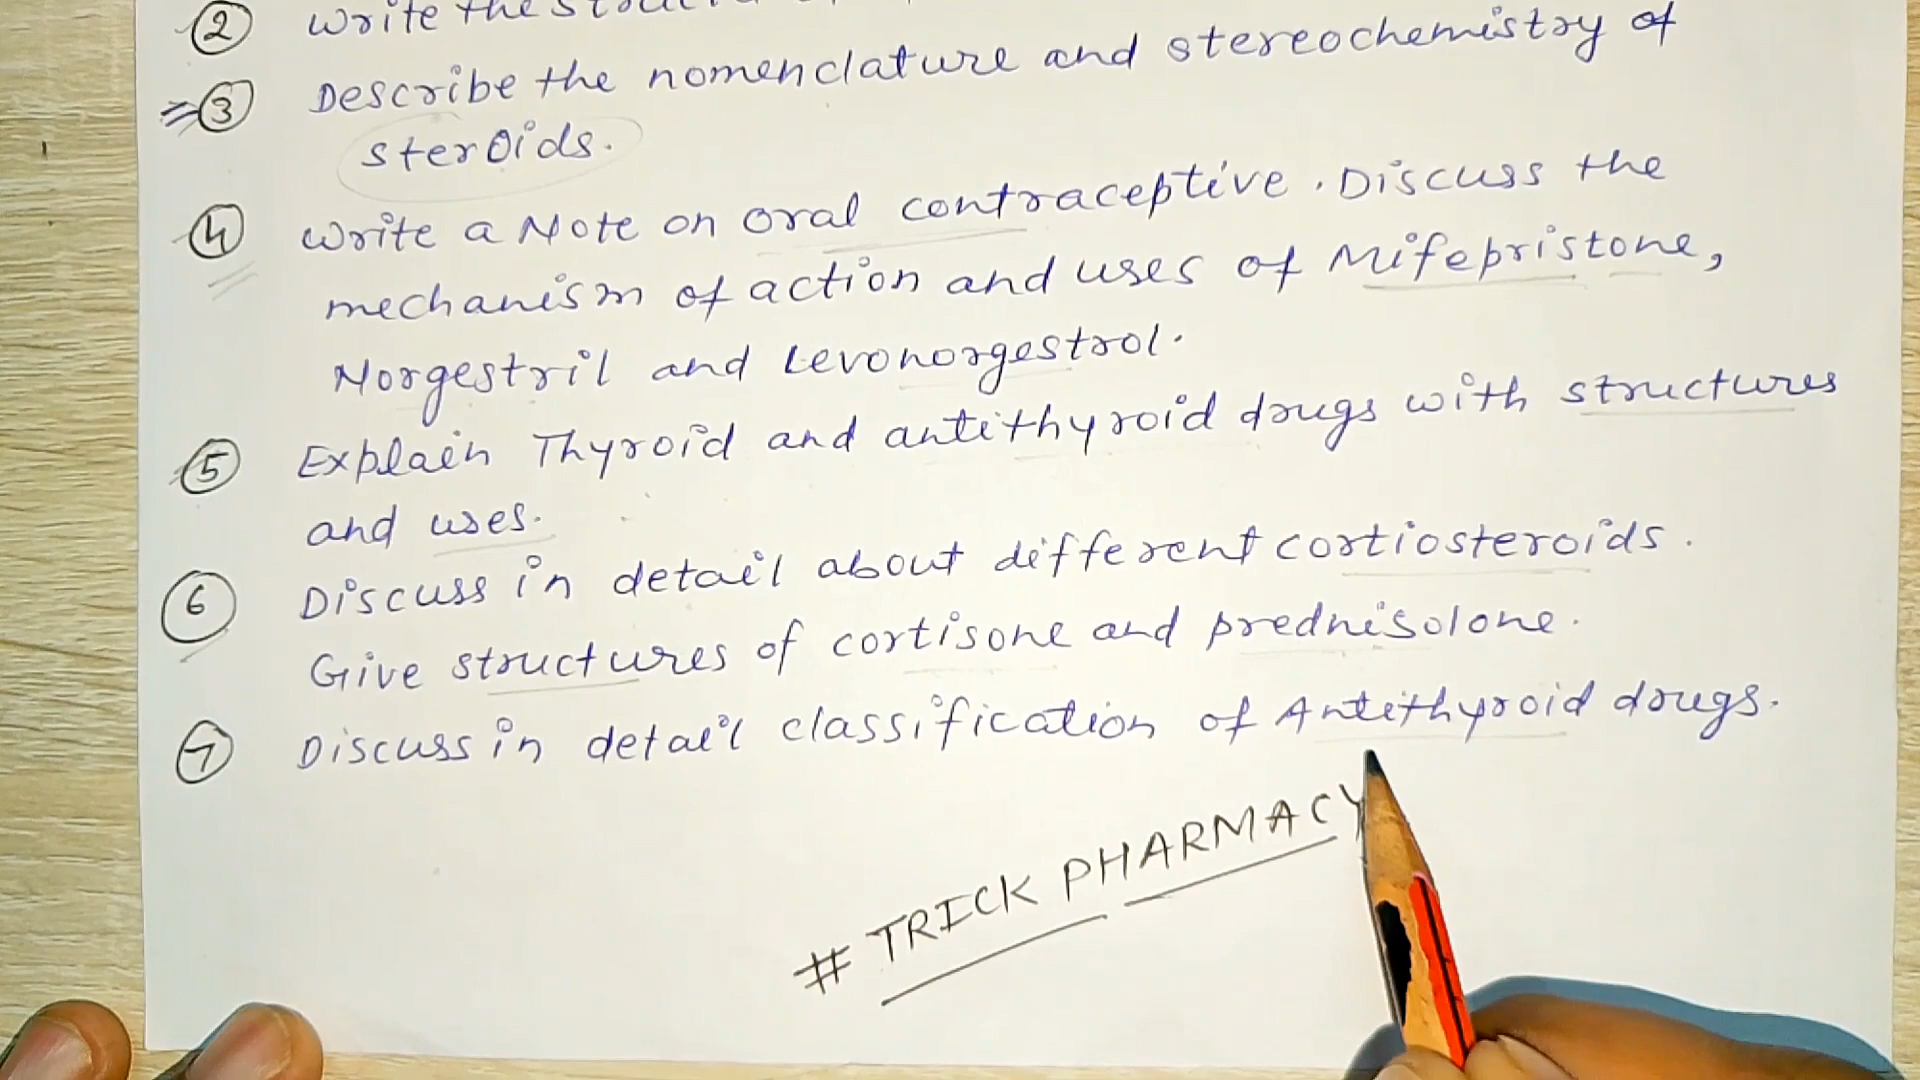 2 Write the
3 Describe the nomenclature and stereochemistry of
steroids.
4 Write a Note on oral contraceptive. Discuss the
mechanism of action and uses of Mifepristone,
Norgestril and Levonorgestrol.
5 Explain Thyroid and antithyroid drugs with structures
and uses.
6 Discuss in detail about different cortiosteroids.
Give structures of cortisone and prednisolone.
7 Discuss in detail classification of Antithyroid drugs.
# TRICK PHARMACY